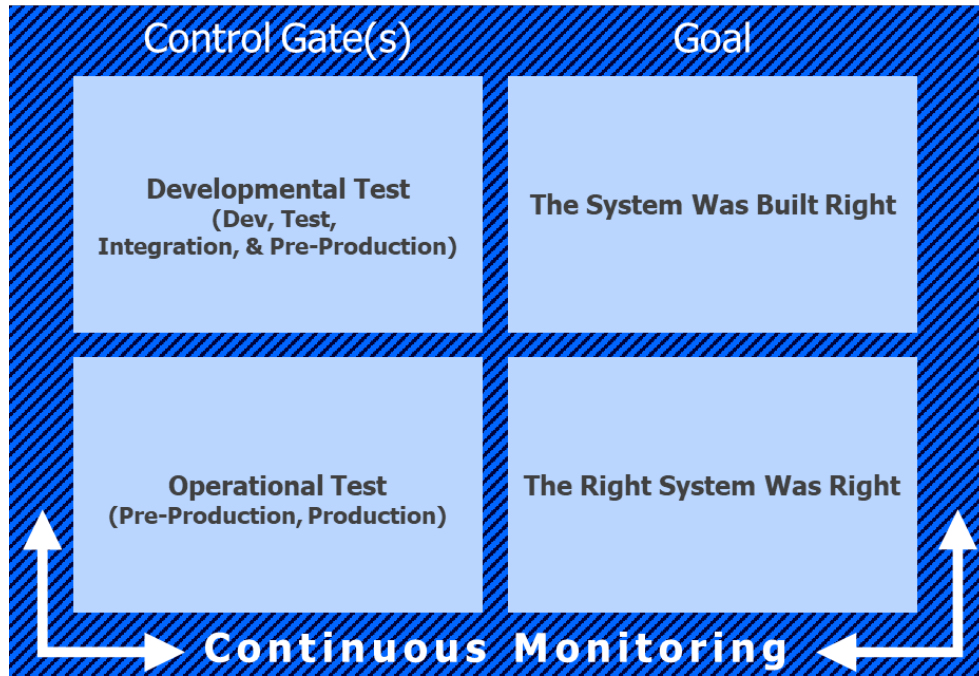 Control Gate(s)
Goal
Developmental Test
(Dev, Test,
Integration, & Pre-Production)
The System Was Built Right
Operational Test
(Pre-Production, Production)
The Right System Was Right
Continuous Monitoring